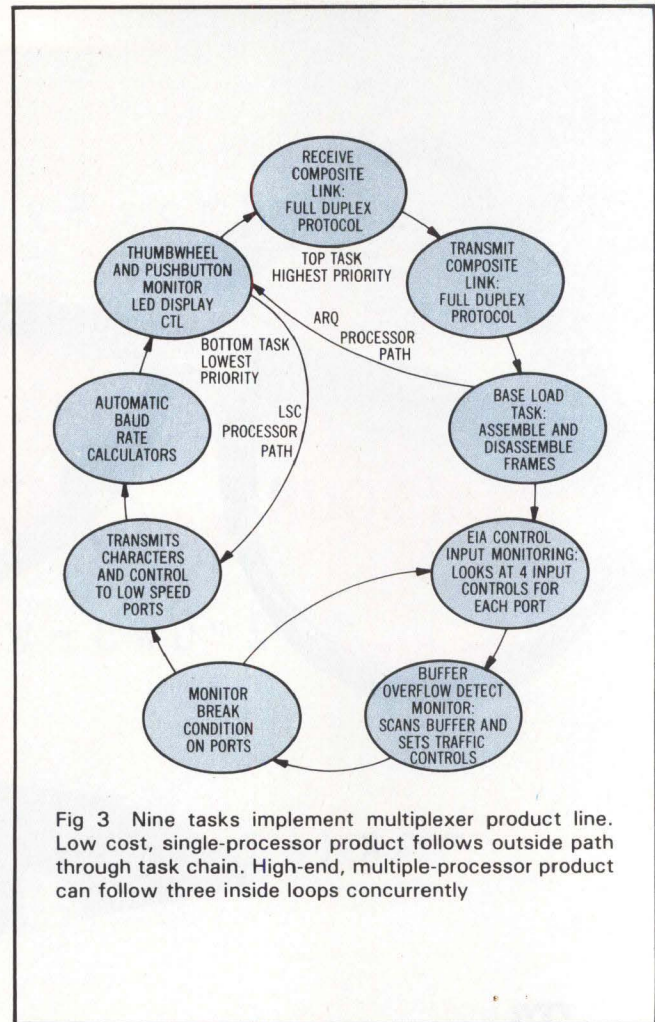 RECEIVE
COMPOSITE
LINK:
FULL DUPLEX
PROTOCOL
TOP TASK
HIGHEST PRIORITY
TRANSMIT
COMPOSITE
LINK:
FULL DUPLEX
PROTOCOL
THUMBWHEEL
AND PUSHBUTTON
MONITOR
LED DISPLAY
CTL
ARQ
PROCESSOR
PATH
BOTTOM TASK
LOWEST
PRIORITY
LSC
PROCESSOR
PATH
BASE LOAD
TASK:
ASSEMBLE AND
DISASSEMBLE
FRAMES
AUTOMATIC
BAUD
RATE
CALCULATORS
EIA CONTROL
INPUT MONITORING:
LOOKS AT 4 INPUT
CONTROLS FOR
EACH PORT
TRANSMITS
CHARACTERS
AND CONTROL
TO LOW SPEED
PORTS
BUFFER
OVERFLOW DETECT
MONITOR:
SCANS BUFFER AND
SETS TRAFFIC
CONTROLS
MONITOR
BREAK
CONDITION
ON PORTS
Fig 3 Nine tasks implement multiplexer product line.
Low cost, single-processor product follows outside path
through task chain. High-end, multiple-processor product
can follow three inside loops concurrently